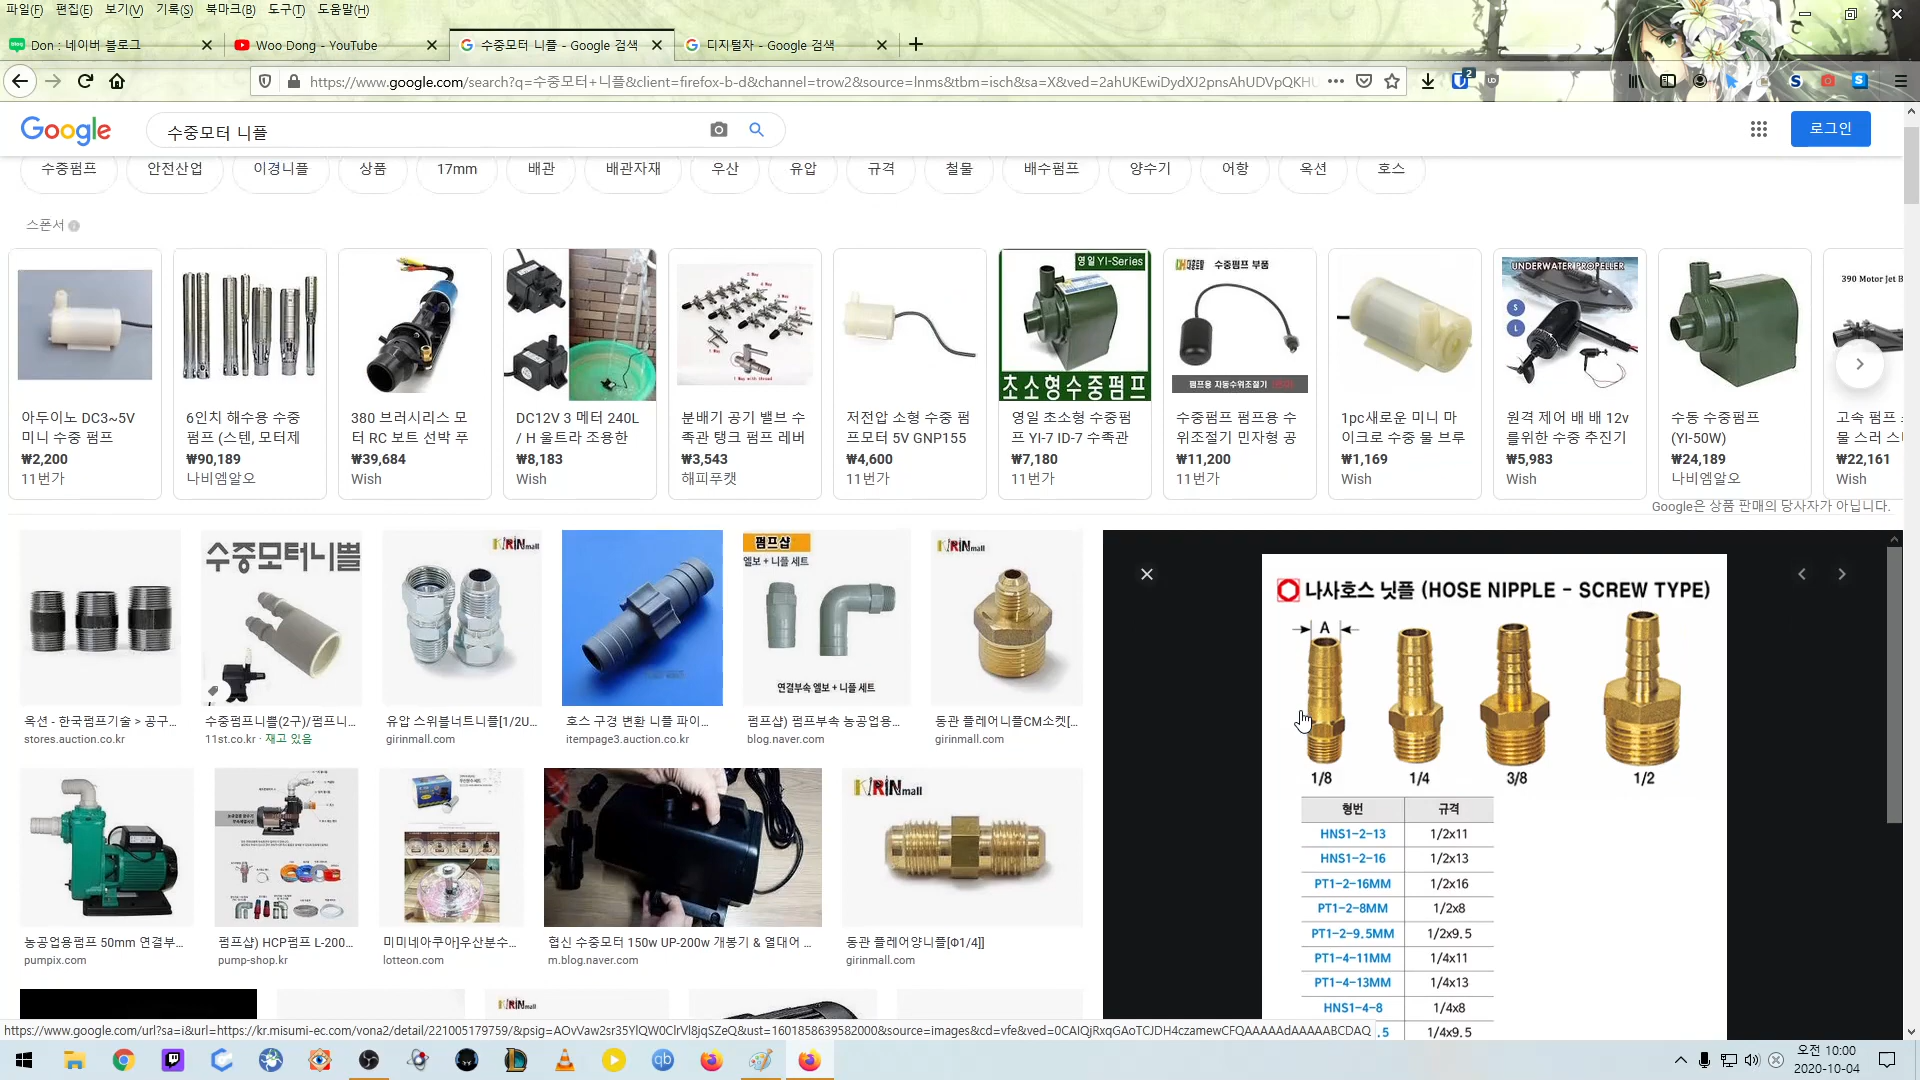 파일(F) 편집(E) 보기(V) 기록(S) 북마크(B) 도구(T) 도움말(H)
Don : 네이버 블로그
Woo Dong - YouTube
수중모터 니플 - Google 검색
디지털자 - Google 검색
https://www.google.com/search?q=수중모터+니플&client=firefox-b-d&channel=trow2&source=lnms&tbm=isch&sa=X&ved=2ahUKEwiDydXJ2pnsAhUDVpQKHU
2
Google
수중모터 니플
로그인
수중펌프 안전산업 이경니플 상품 17mm 배관 배관자재 우산 유압 규격 철물 배수펌프 양수기 어항 옥션 호스
스폰서
아두이노 DC3~5V
미니 수중 펌프
₩2,200
11번가
6인치 해수용 수중
펌프 (스텐, 모터제
₩90,189
나비엠알오
380 브러시리스 모
터 RC 보트 선박 푸
₩39,684
Wish
DC12V 3 메터 240L
/ H 울트라 조용한
₩8,183
Wish
1 Way with thread
분배기 공기 밸브 수
족관 탱크 펌프 레버
₩3,543
해피푸캣
저전압 소형 수중 펌
프모터 5V GNP155
₩4,600
11번가
영일 YI-Series
초소형수중펌프
영일 초소형 수중펌
프 YI-7 ID-7 수족관
₩7,180
11번가
수중펌프 부품
펌프용 자동수위조절기
수중펌프 펌프용 수
위조절기 민자형 공
₩11,200
11번가
1pc새로운 미니 마
이크로 수중 물 브루
₩1,169
Wish
UNDERWATER PROPELLER
S
L
원격 제어 배 배 12v
를위한 수중 추진기
₩5,983
Wish
수동 수중펌프
(YI-50W)
₩24,189
나비엠알오
390 Motor Jet B
고속 펌프
물 스러 스
₩22,161
Wish
Google은 상품 판매의 당사자가 아닙니다.
옥션 - 한국펌프기술 > 공구...
stores.auction.co.kr
수중모터니쁠
수중펌프니쁠(2구)/펌프니...
11st.co.kr · 재고 있음
KIRINmall
유압 스위블너트니플[1/2U...
girinmall.com
호스 구경 변환 니플 파이...
itempage3.auction.co.kr
펌프샵
엘보 + 니플 세트
연결부속 엘보 + 니플 세트
펌프샵) 펌프부속 농공업용...
blog.naver.com
KIRINmall
동관 플레어니플CM소켓[...
girinmall.com
농공업용펌프 50mm 연결부...
pumpix.com
펌프샵) HCP펌프 L-200...
pump-shop.kr
미미네아쿠아]우산분수...
lotteon.com
협신 수중모터 150w UP-200w 개봉기 & 열대어 ...
m.blog.naver.com
KIRINmall
동관 플레어양니플[Φ1/4]]
girinmall.com
KIRINmall
나사호스 닛플 (HOSE NIPPLE - SCREW TYPE)
A
1/8 1/4 3/8 1/2
형번 규격
HNS1-2-13 1/2x11
HNS1-2-16 1/2x13
PT1-2-16MM 1/2x16
PT1-2-8MM 1/2x8
PT1-2-9.5MM 1/2x9.5
PT1-4-11MM 1/4x11
PT1-4-13MM 1/4x13
HNS1-4-8 1/4x8
.5 1/4x9.5
https://www.google.com/url?sa=i&url=https://kr.misumi-ec.com/vona2/detail/221005179759/&psig=AOvVaw2sr35YlQW0ClrVl8jqSZeQ&ust=1601858639582000&source=images&cd=vfe&ved=0CAIQjRxqGAoTCJDH4czamewCFQAAAAAdAAAAABCDAQ
오전 10:00
2020-10-04